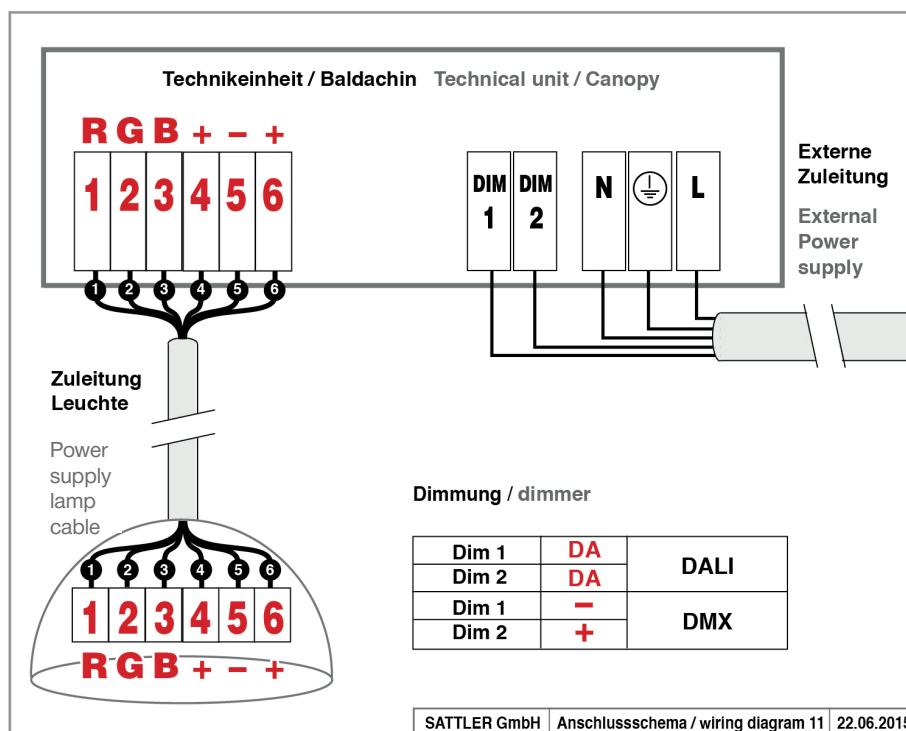 Technikeinheit / Baldachin Technical unit / Canopy
R G B + – +
1 2 3 4 5 6
DIM 1
DIM 2
N
L
1 2 3 4 5 6
Externe
Zuleitung
External
Power
supply
Zuleitung
Leuchte
Power
supply
lamp
cable
1 2 3 4 5 6
1 2 3 4 5 6
R G B + – +
Dimmung / dimmer
Dim 1 DA
Dim 2 DA
DALI
Dim 1 –
Dim 2 +
DMX
SATTLER GmbH Anschlussschema / wiring diagram 11 22.06.2015